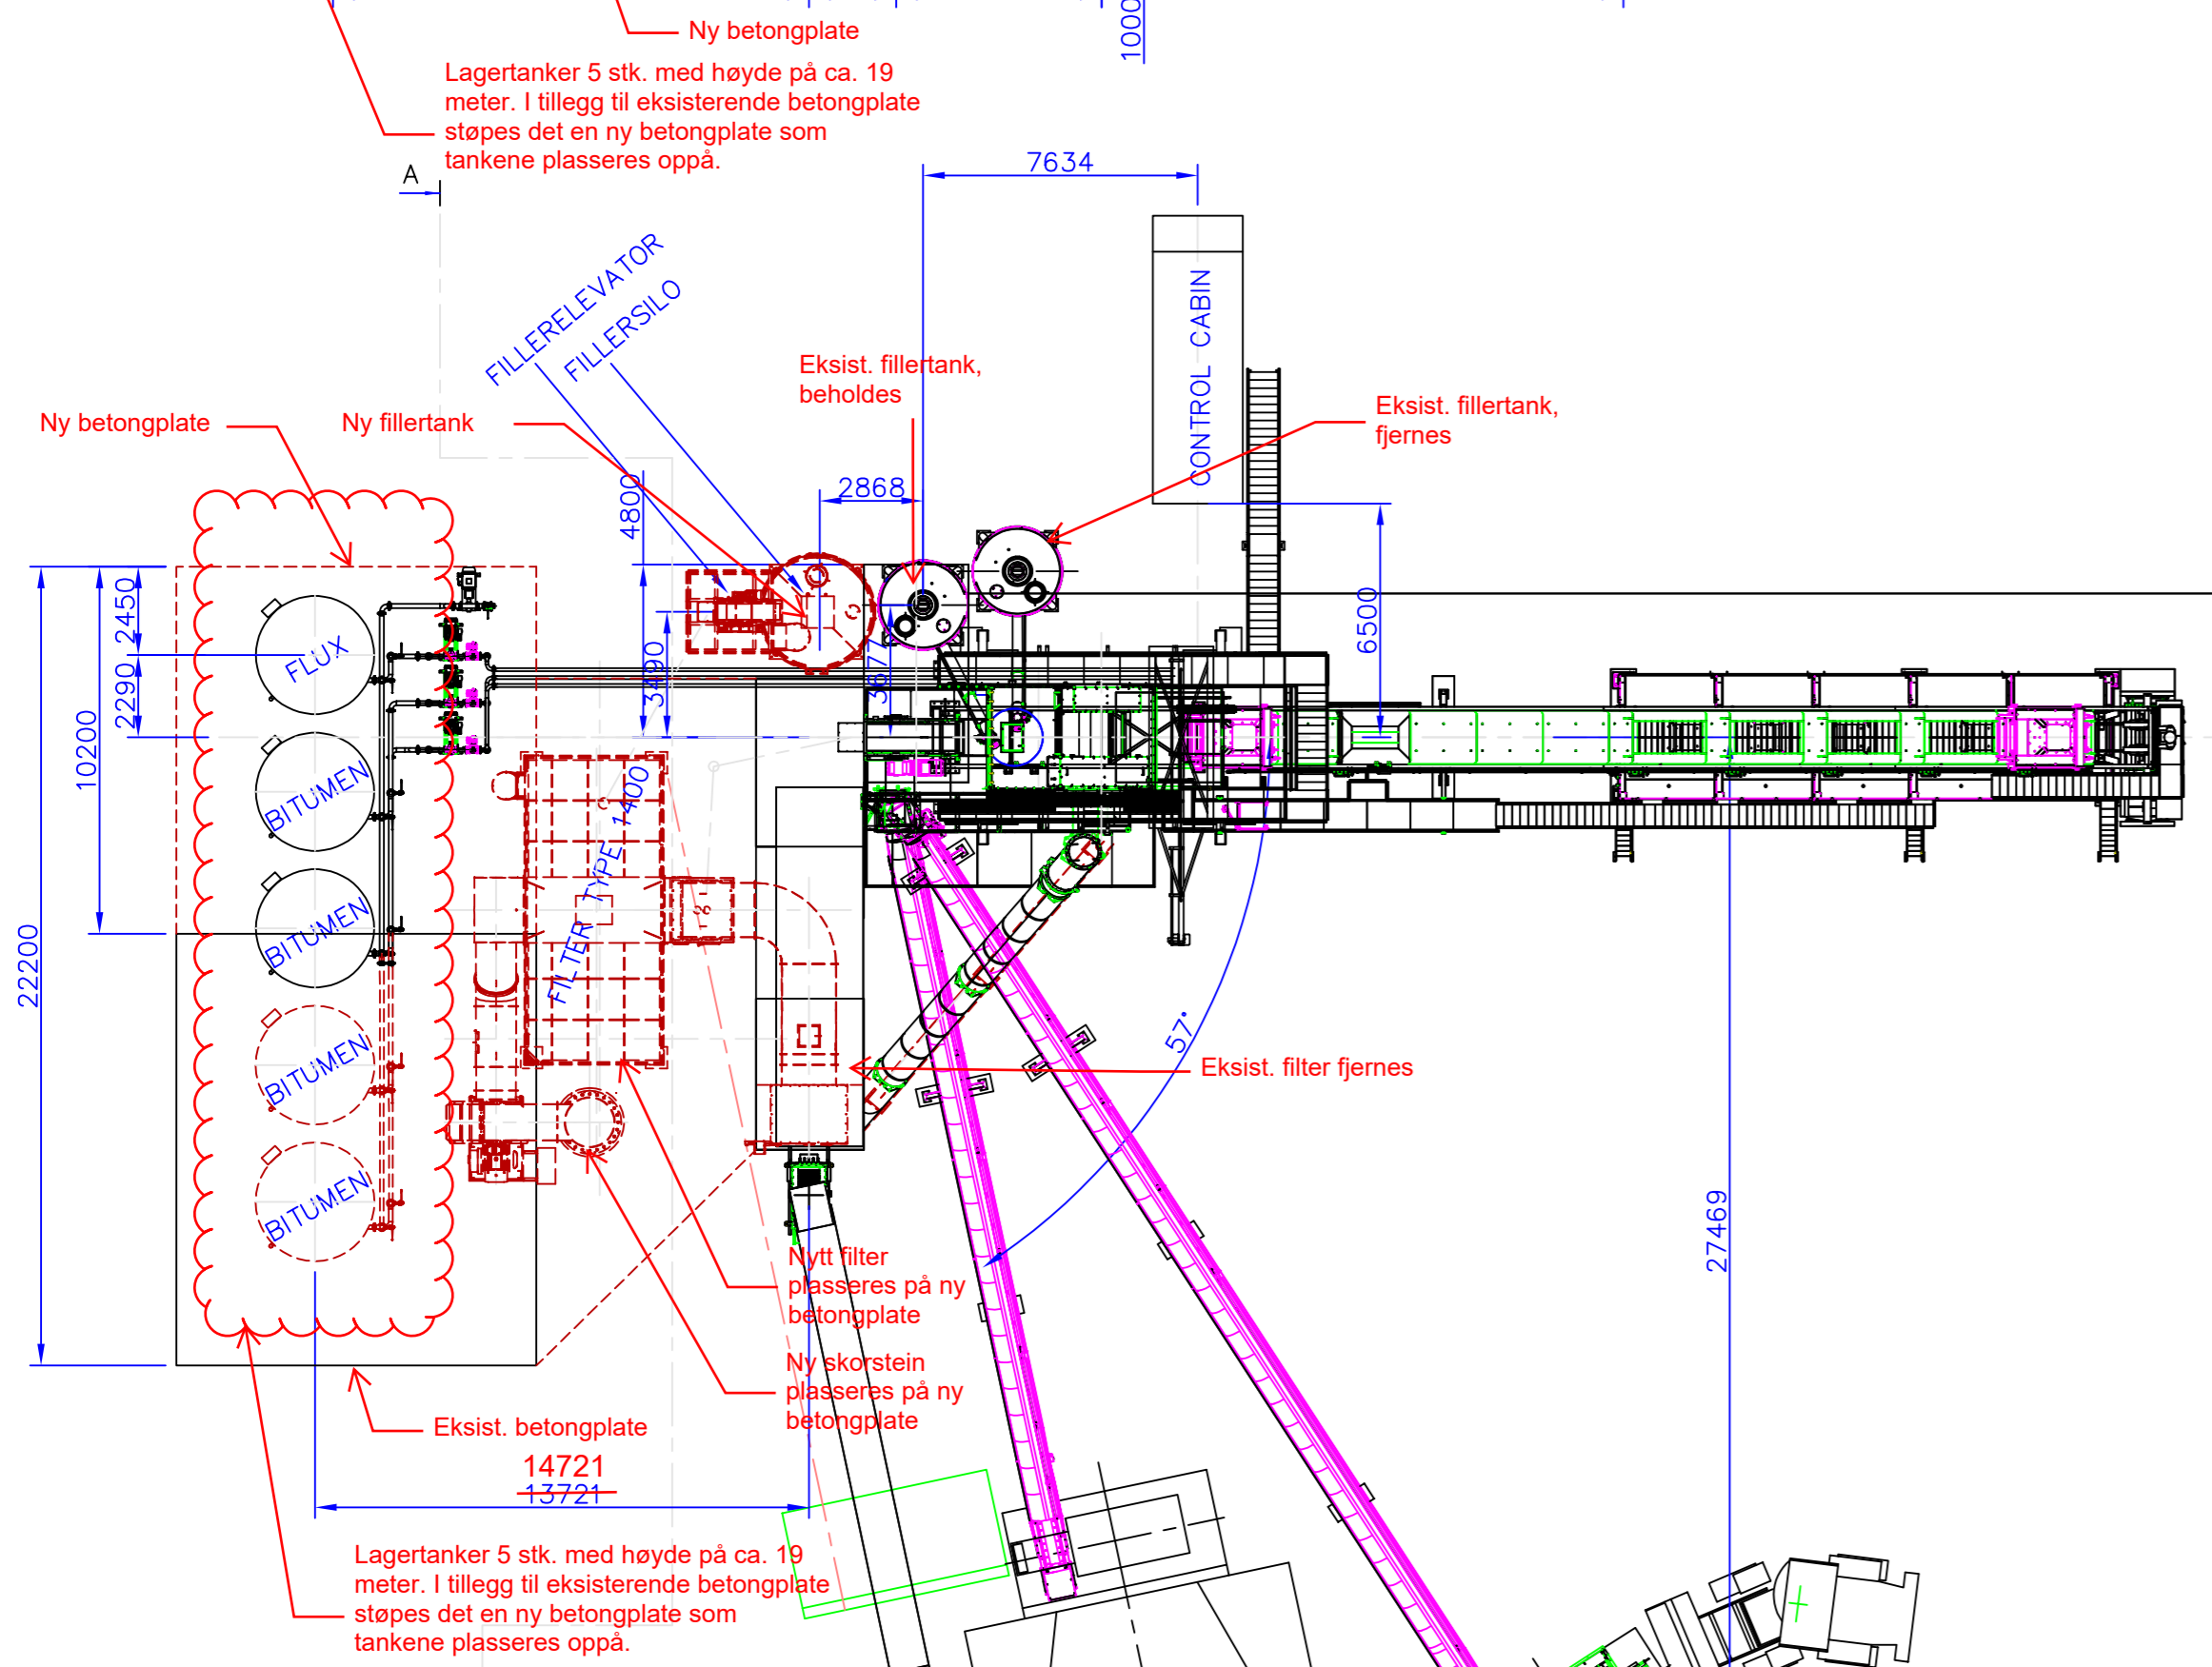 Ny betongplate
1000
Lagertanker 5 stk. med høyde på ca. 19
meter. I tillegg til eksisterende betongplate
støpes det en ny betongplate som
tankene plasseres oppå.
A
7634
FILLERELEVATOR
FILLERSILO
CONTROL CABIN
Eksist. fillertank,
beholdes
Eksist. fillertank,
fjernes
Ny betongplate
Ny fillertank
2868
4800
6500
2450
2290
3490
3677
10200
22200
FLUX
BITUMEN
BITUMEN
BITUMEN
BITUMEN
FILTER TYPE 1400
57°
Eksist. filter fjernes
27469
Nytt filter
plasseres på ny
betongplate
Ny skorstein
plasseres på ny
betongplate
Eksist. betongplate
14721
13721
Lagertanker 5 stk. med høyde på ca. 19
meter. I tillegg til eksisterende betongplate
støpes det en ny betongplate som
tankene plasseres oppå.